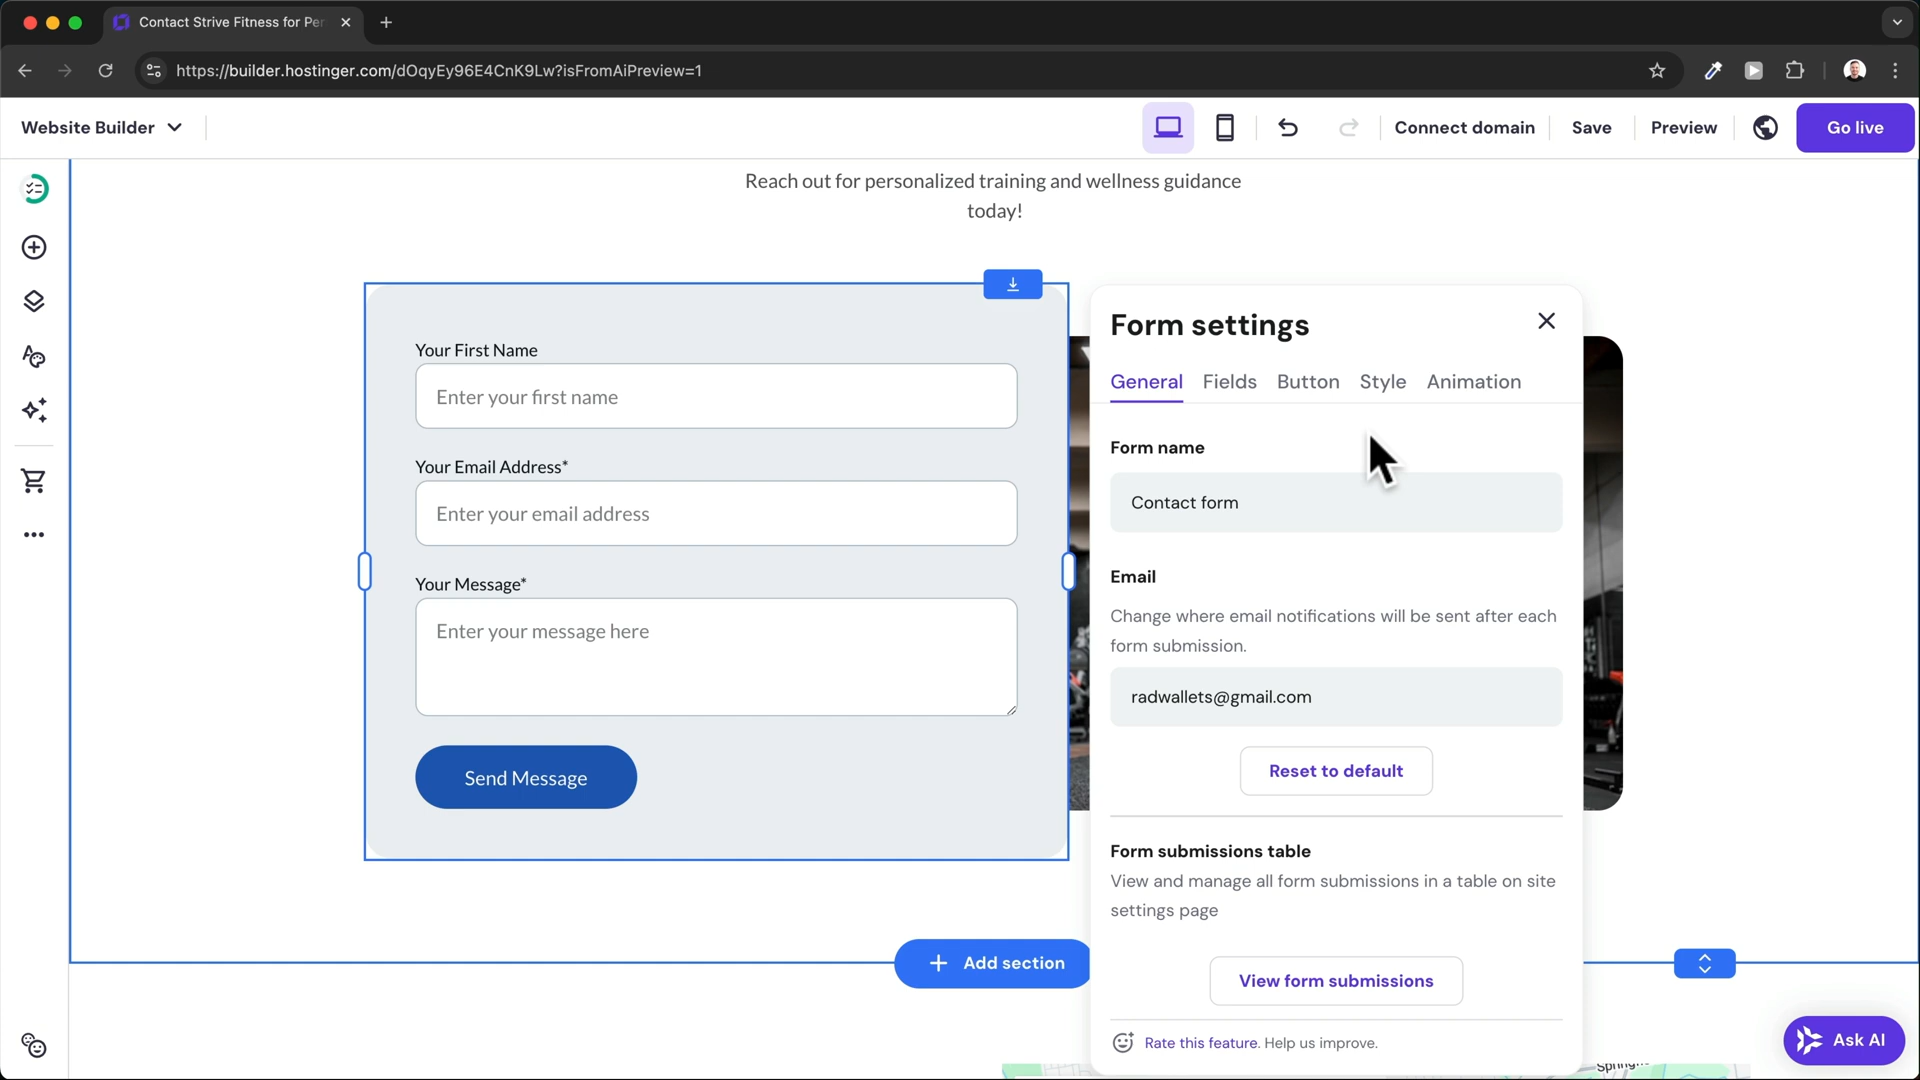 Contact Strive Fitness for Per
https://builder.hostinger.com/dOqyEy96E4CnK9Lw?isFromAiPreview=1
Website Builder
Connect domain
Save
Preview
Go live
Reach out for personalized training and wellness guidance
today!
Your First Name
Enter your first name
Your Email Address*
Enter your email address
Your Message*
Enter your message here
Send Message
Form settings
General Fields Button Style Animation
Form name
Contact form
Email
Change where email notifications will be sent after each
form submission.
radwallets@gmail.com
Reset to default
Form submissions table
View and manage all form submissions in a table on site
settings page
View form submissions
Rate this feature. Help us improve.
+ Add section
Ask AI